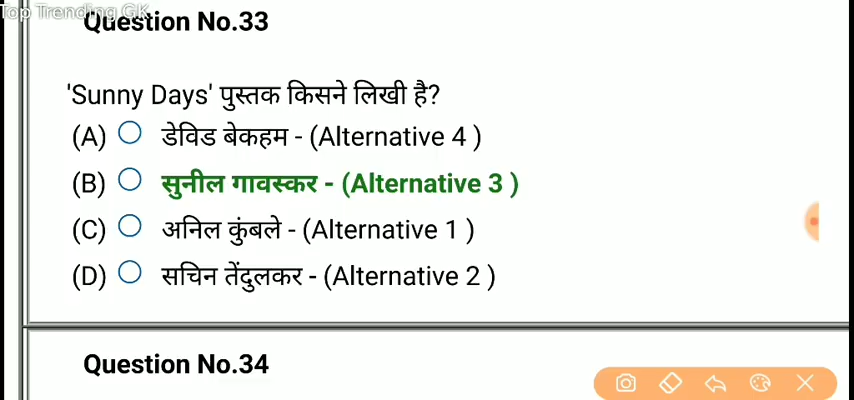 Top Trending GK
Question No.33
'Sunny Days' पुस्तक किसने लिखी है?
(A) डेविड बेकहम - (Alternative 4 )
(B) सुनील गावस्कर - (Alternative 3 )
(C) अनिल कुंबले - (Alternative 1 )
(D) सचिन तेंदुलकर - (Alternative 2 )
Question No.34